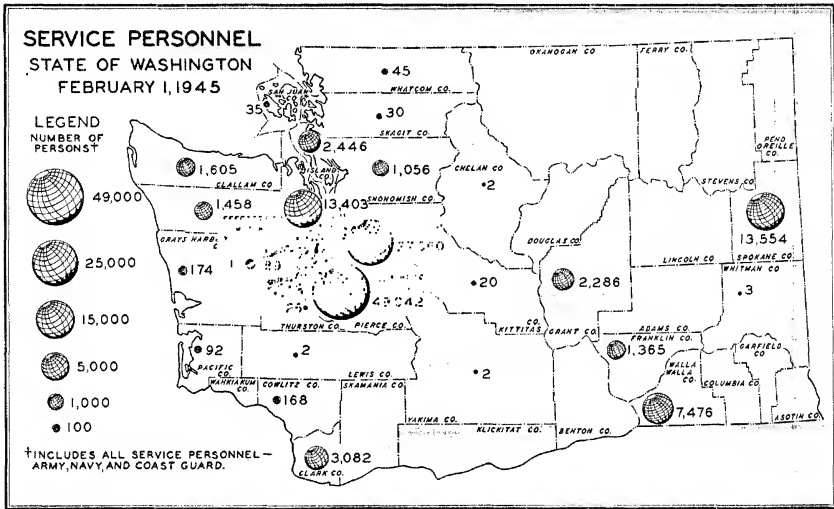 SERVICE PERSONNEL
STATE OF WASHINGTON
FEBRUARY 1, 1945
LEGEND
NUMBER OF
PERSONS†
49,000
25,000
15,000
5,000
1,000
100
†INCLUDES ALL SERVICE PERSONNEL—
ARMY, NAVY, AND COAST GUARD.
45
WHATCOM CO.
SAN JUAN
35
30
SKAGIT CO.
2,446
ISLAND
CO.
1,056
SNOHOMISH CO.
1,605
CLALLAM CO.
1,458
13,403
GRAYS HARBOR
174
49,042
THURSTON CO.
PIERCE CO.
92
PACIFIC
CO.
2
LEWIS CO.
WAHKIAKUM
COWLITZ CO.
168
SKAMANIA CO.
3,082
CLARK CO.
OKANOGAN CO
FERRY CO.
PEND
OREILLE
CO.
STEVENS CO.
CHELAN CO
2
DOUGLAS CO.
2,286
LINCOLN CO
13,554
SPOKANE CO.
WHITMAN CO
3
20
CO.
KITTITAS
GRANT CO.
ADAMS CO.
FRANKLIN CO.
1,365
GARFIELD
CO
WALLA
WALLA
CO.
COLUMBIA CO.
ASOTIN CO.
2
YAKIMA CO.
KLICKITAT CO.
BENTON CO.
7,476